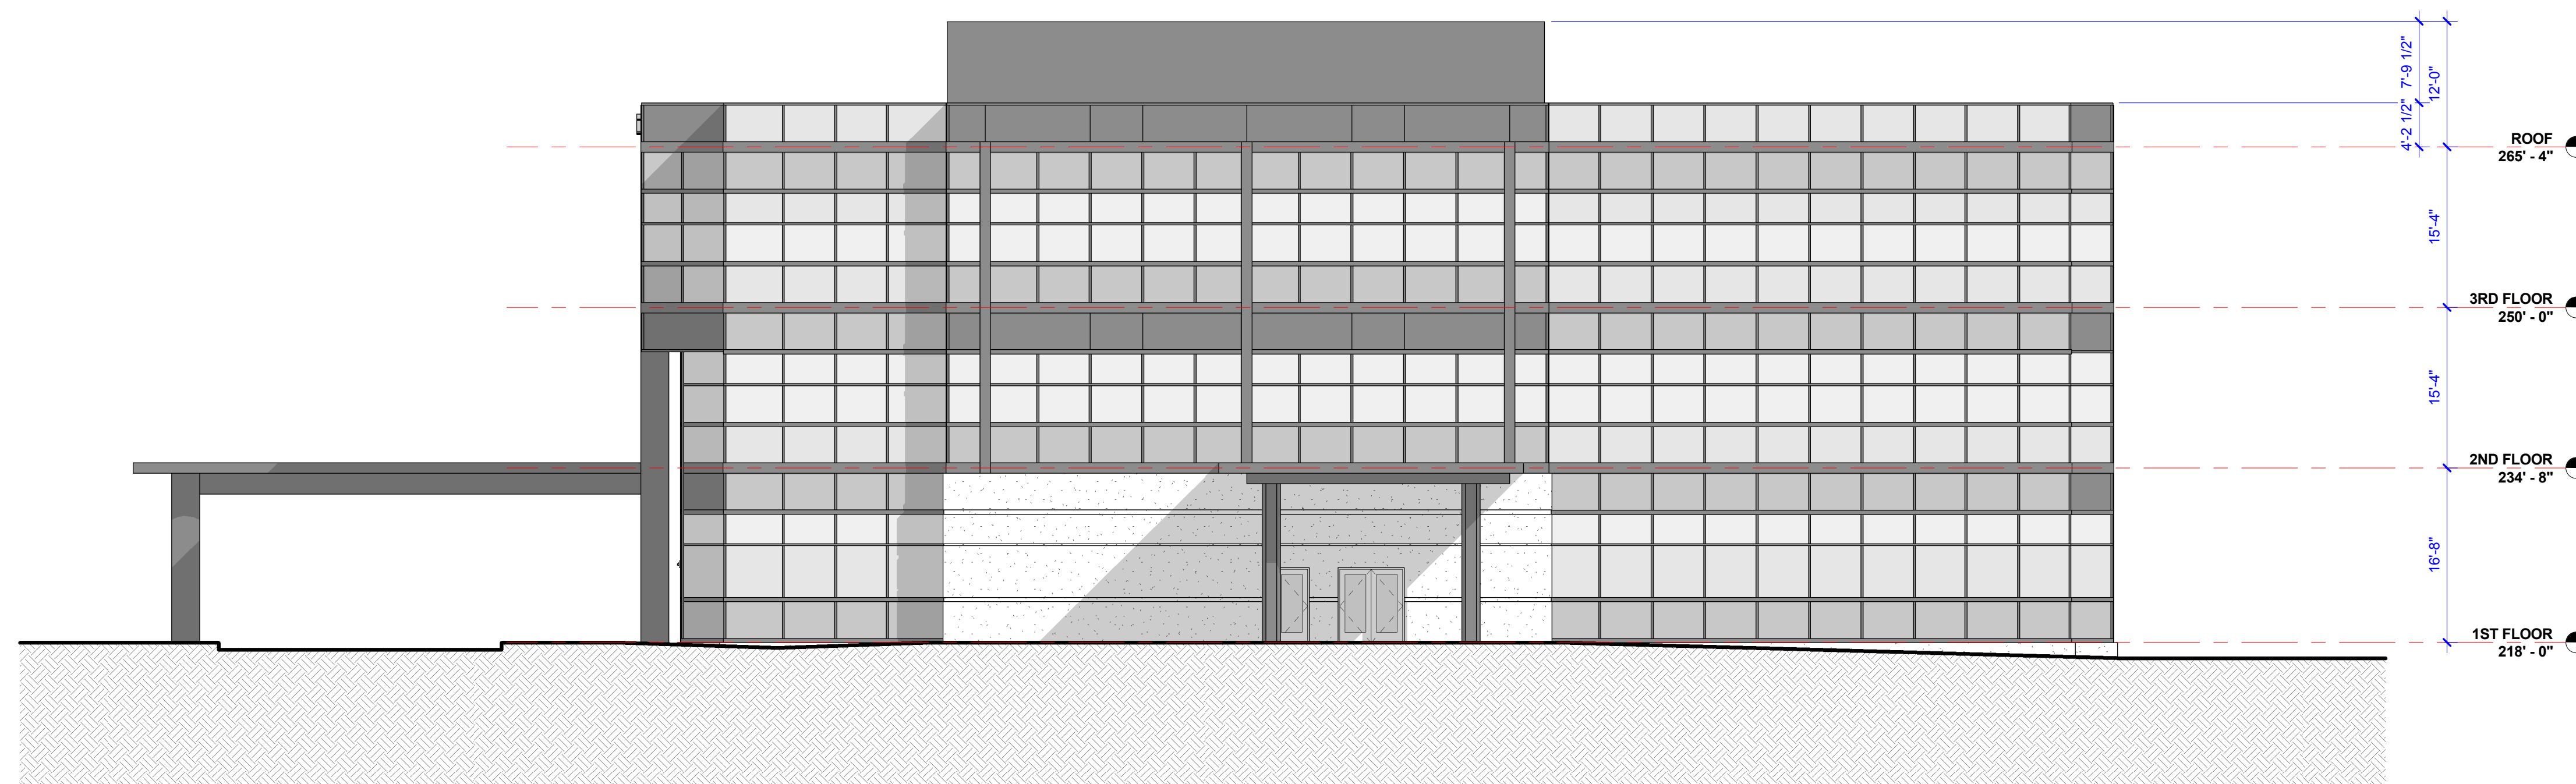 7'-9 1/2"
12'-0"
4'-2 1/2"
ROOF
265' - 4"
15'-4"
3RD FLOOR
250' - 0"
15'-4"
2ND FLOOR
234' - 8"
16'-8"
1ST FLOOR
218' - 0"